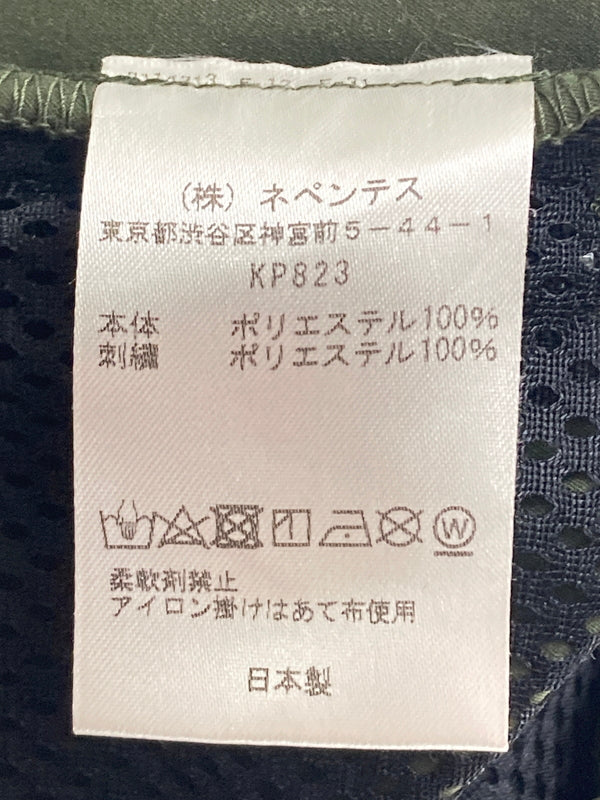 （株）ネペンテス
東京都渋谷区神宮前5－44－1
KP823
本体 ポリエステル100%
刺繍 ポリエステル100%
W
柔軟剤禁止
アイロン掛けはあて布使用
日本製